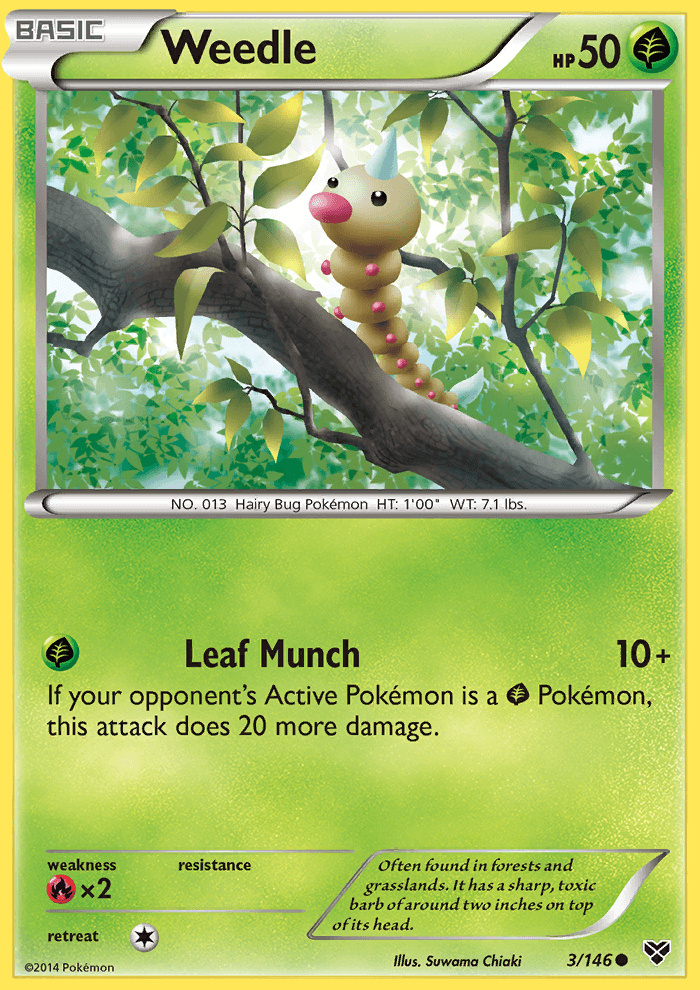 BASIC
Weedle
HP 50
NO. 013 Hairy Bug Pokémon HT: 1'00" WT: 7.1 lbs.
Leaf Munch 10+
If your opponent's Active Pokémon is a Pokémon,
this attack does 20 more damage.
weakness resistance
×2
retreat
Often found in forests and
grasslands. It has a sharp, toxic
barb of around two inches on top
of its head.
©2014 Pokémon
Illus. Suwama Chiaki 3/146